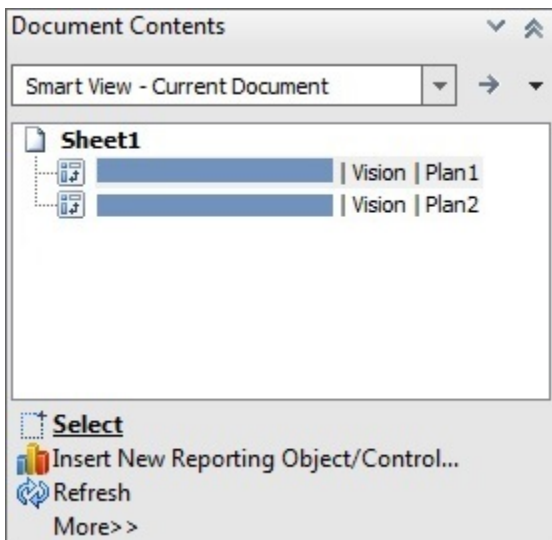 Document Contents
Smart View - Current Document
Sheet1
| Vision | Plan1
| Vision | Plan2
Select
Insert New Reporting Object/Control...
Refresh
More>>